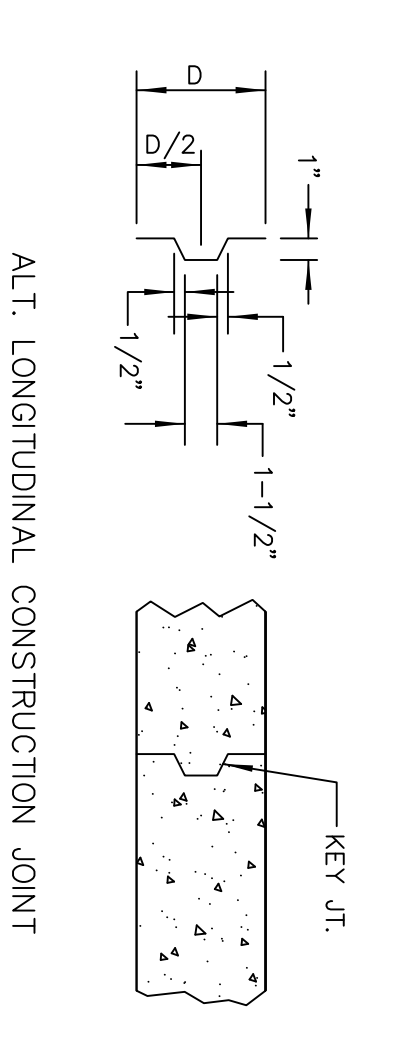 D
D/2
1"
1/2"
1/2"
1-1/2"
KEY JT.
ALT. LONGITUDINAL CONSTRUCTION JOINT